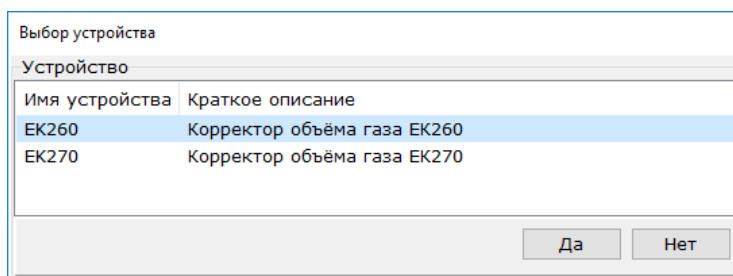 Выбор устройства
Устройство
Имя устройства Краткое описание
EK260 Корректор объёма газа EK260
EK270 Корректор объёма газа EK270
Да Нет